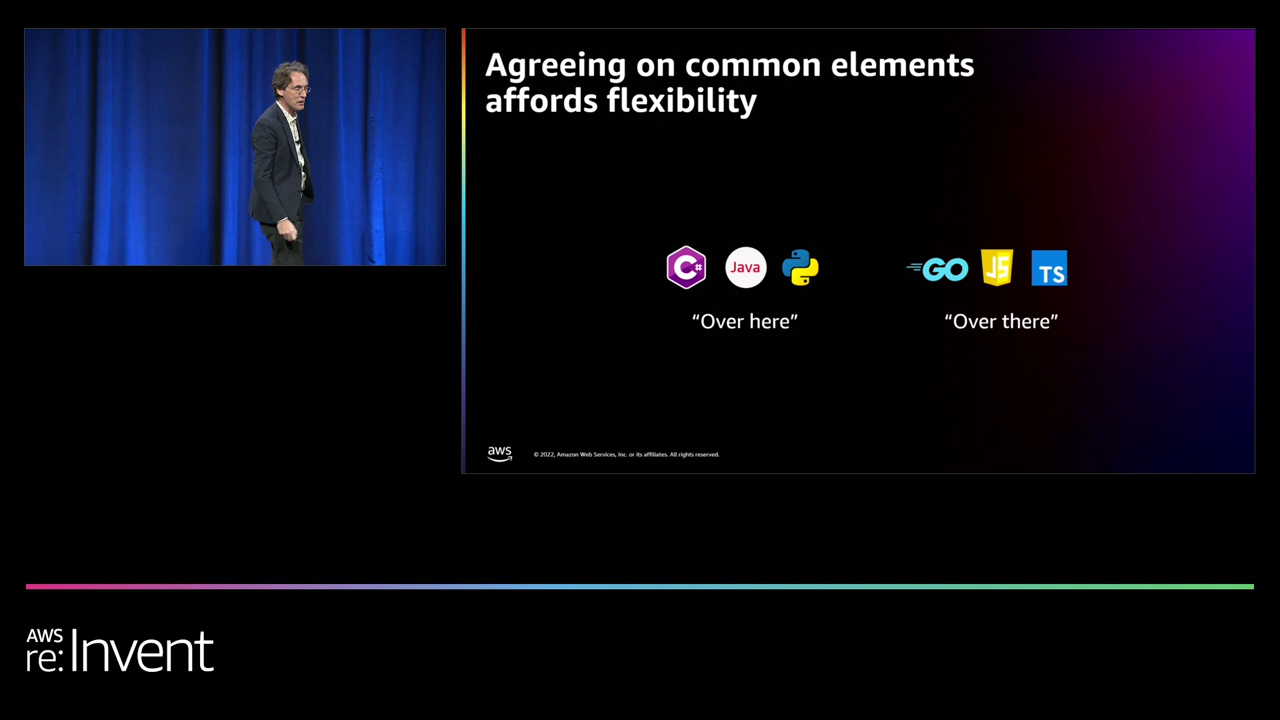 Agreeing on common elements
affords flexibility
C#
Java
GO
JS
TS
“Over here”
“Over there”
aws
© 2022, Amazon Web Services, Inc. or its affiliates. All rights reserved.
AWS
re:Invent